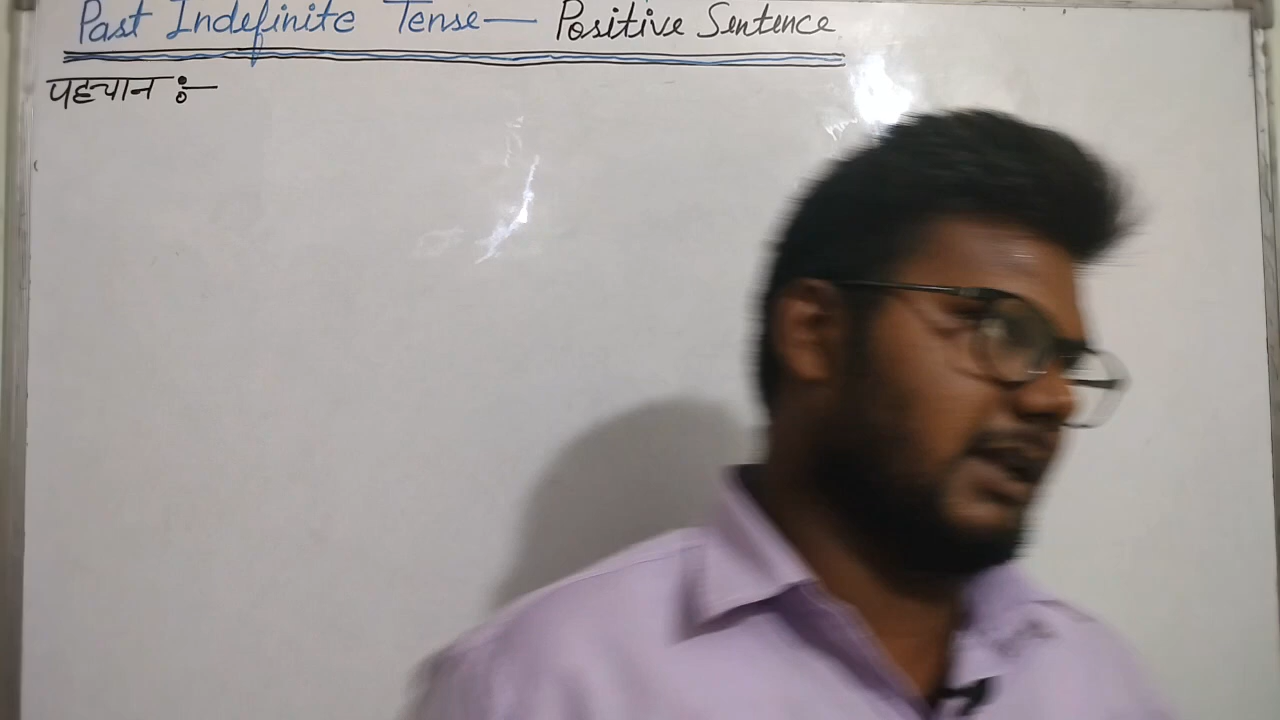 Past Indefinite Tense— Positive Sentence
पहचान :-